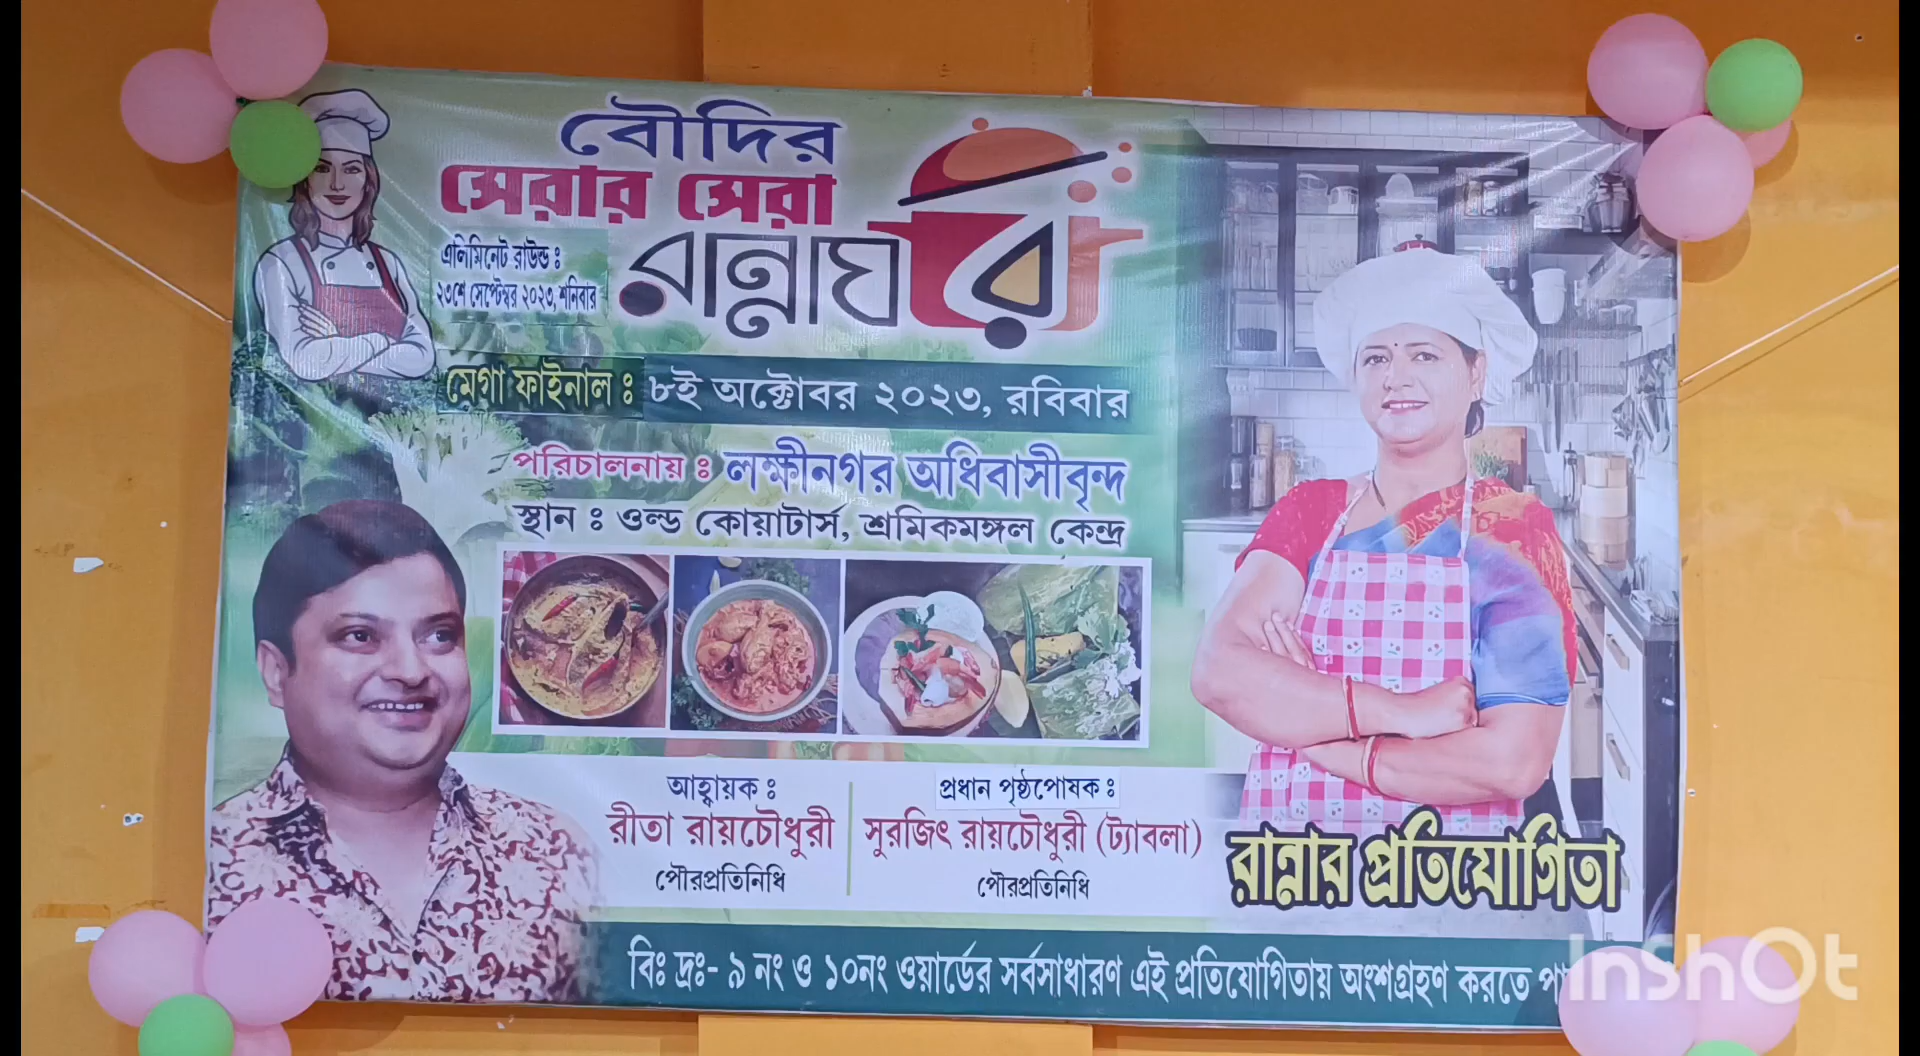 বৌদির
সেরার সেরা
রান্নাঘর
এলিমিনেট রাউন্ড ঃ
২৩শে সেপ্টেম্বর ২০২৩, শনিবার
মেগা ফাইনাল ঃ ৮ই অক্টোবর ২০২৩, রবিবার
পরিচালনায় ঃ লক্ষীনগর অধিবাসীবৃন্দ
স্থান ঃ ওল্ড কোয়াটার্স, শ্রমিকমঙ্গল কেন্দ্র
আহ্বায়ক ঃ
রীতা রায়চৌধুরী
পৌরপ্রতিনিধি
প্রধান পৃষ্ঠপোষক ঃ
সুরজিৎ রায়চৌধুরী (ট্যাবলা)
পৌরপ্রতিনিধি
রান্নার প্রতিযোগিতা
বিঃ দ্রঃ- ৯ নং ও ১০নং ওয়ার্ডের সর্বসাধারণ এই প্রতিযোগিতায় অংশগ্রহণ করতে
InShOt